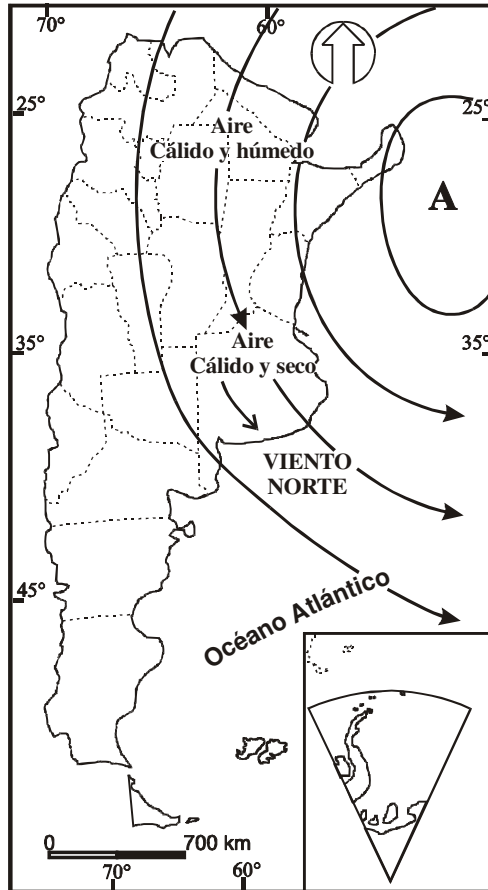 70° 60°
25° 25°
Aire
Cálido y húmedo
A
35° 35°
Aire
Cálido y seco
VIENTO
NORTE
45°
Océano Atlántico
0 700 km
70° 60°